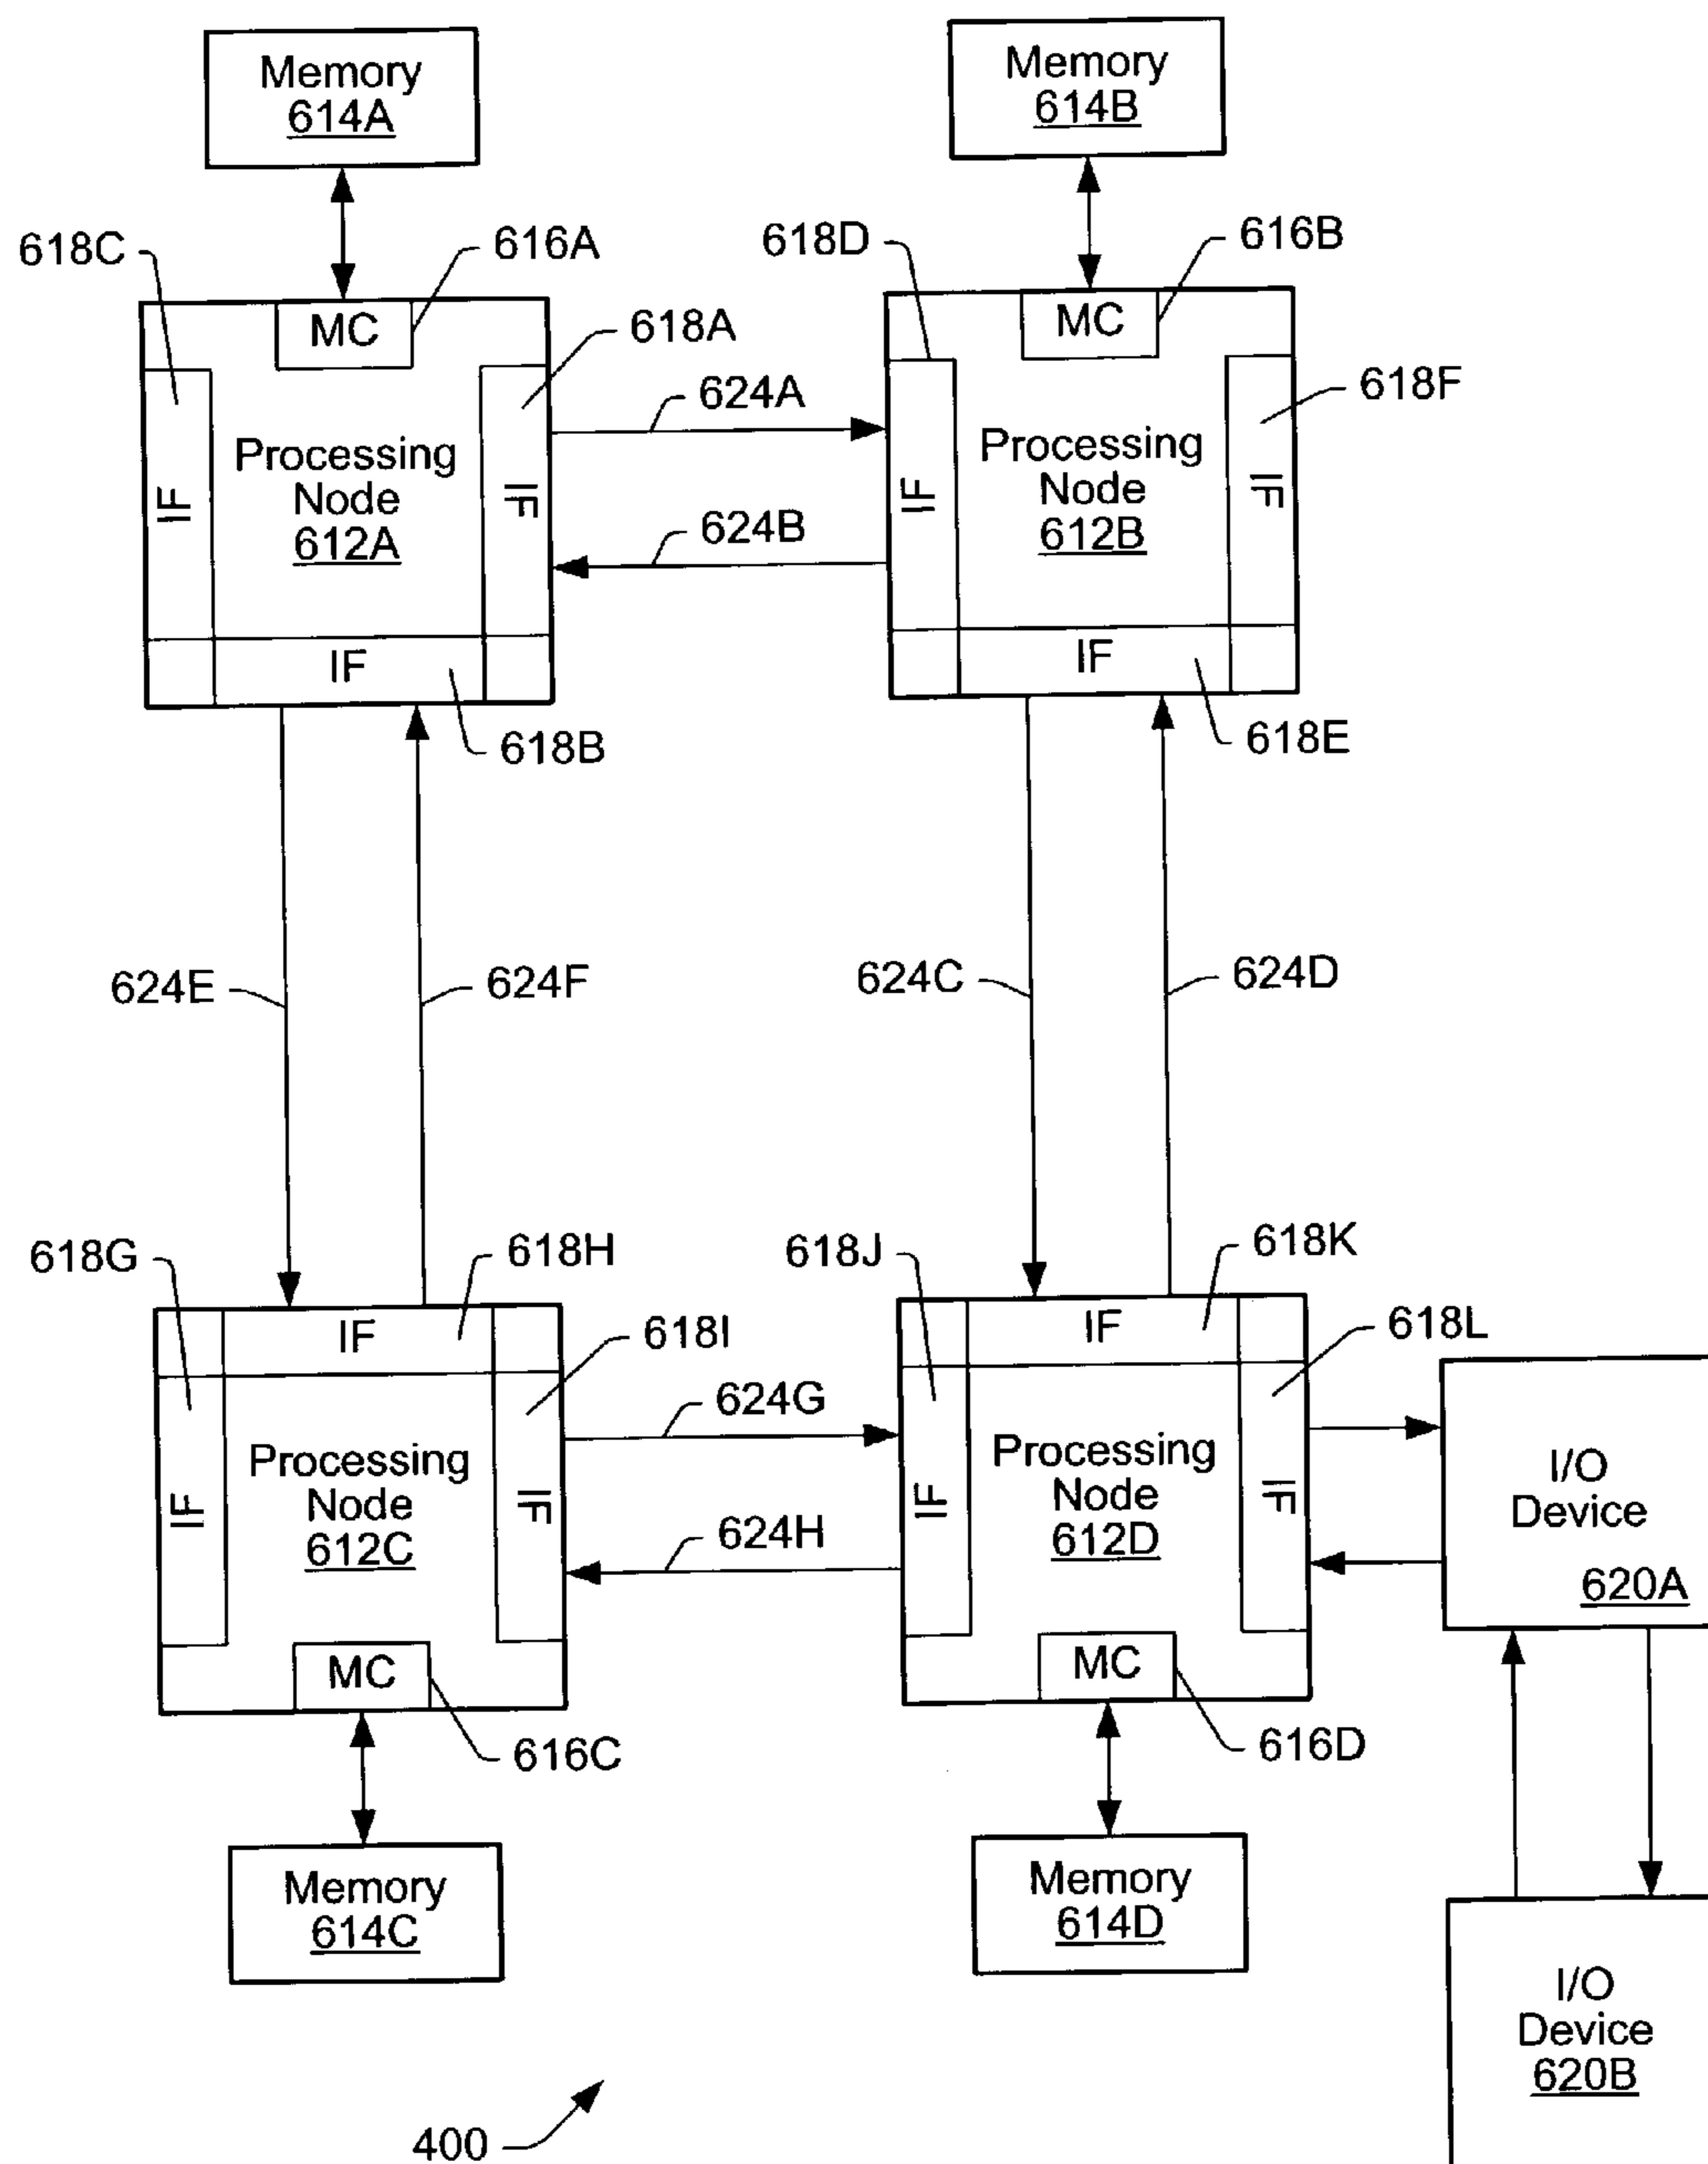 Memory
614A
Memory
614B
618C
616A
618D
616B
MC
618A
MC
618F
624A
Processing
Node
612A
IF
IF
Processing
Node
612B
IF
IF
624B
IF
IF
618B
618E
624E
624F
624C
624D
618G
618H
618J
618K
IF
618I
IF
618L
624G
Processing
Node
612C
IF
IF
Processing
Node
612D
IF
IF
I/O
Device
620A
624H
MC
MC
616C
616D
Memory
614C
Memory
614D
I/O
Device
620B
400